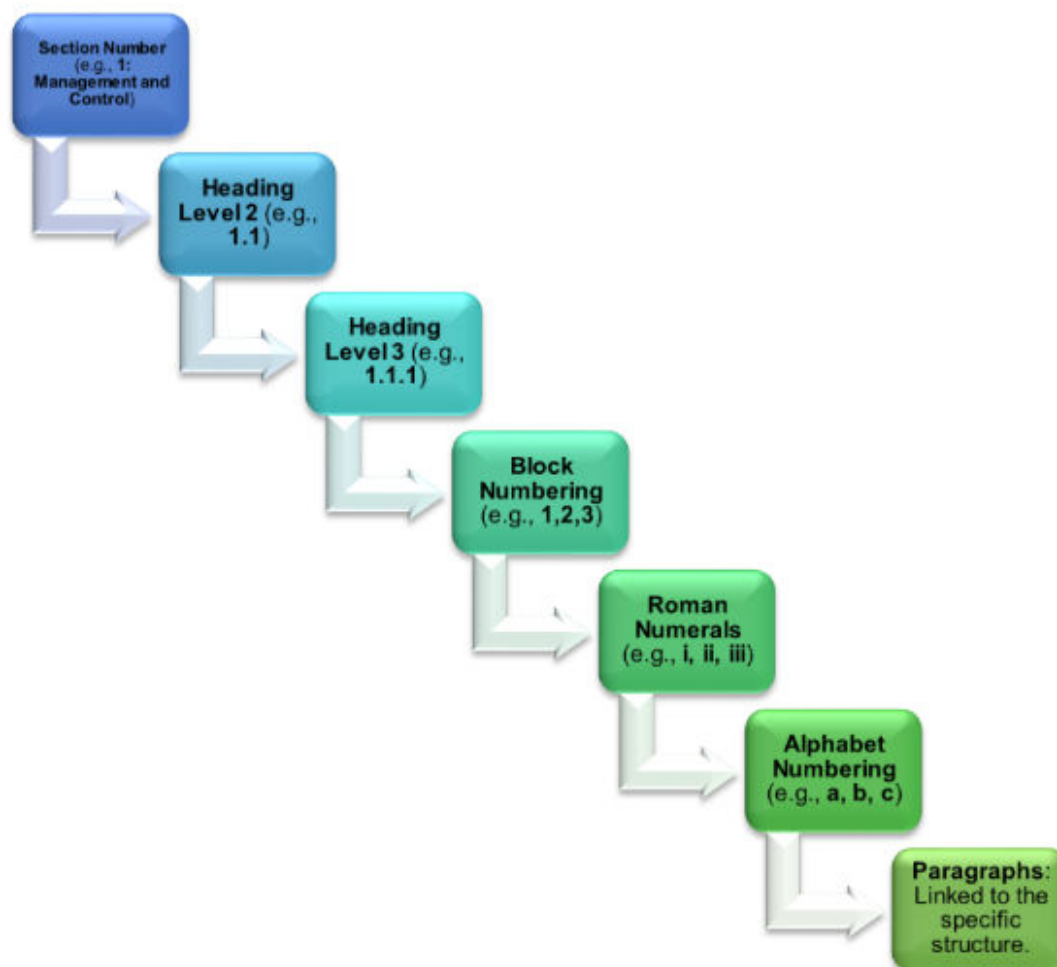 Section Number
(e.g., 1:
Management and
Control)
Heading
Level 2 (e.g.,
1.1)
Heading
Level 3 (e.g.,
1.1.1)
Block
Numbering
(e.g., 1,2,3)
Roman
Numerals
(e.g., i, ii, iii)
Alphabet
Numbering
(e.g., a, b, c)
Paragraphs:
Linked to the
specific
structure.